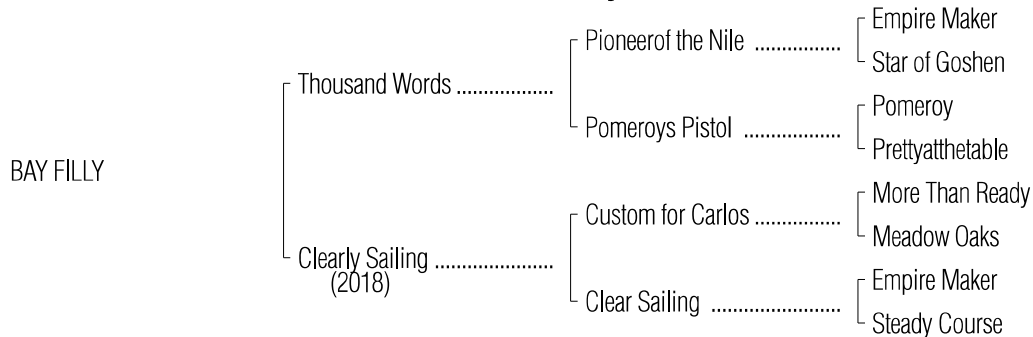 Empire Maker
Pioneerof the Nile ..................
Star of Goshen
Thousand Words ....................
Pomeroy
Pomeroys Pistol ....................
Prettyatthetable
BAY FILLY
More Than Ready
Custom for Carlos ..................
Meadow Oaks
Clearly Sailing ........................
(2018)
Empire Maker
Clear Sailing ...........................
Steady Course